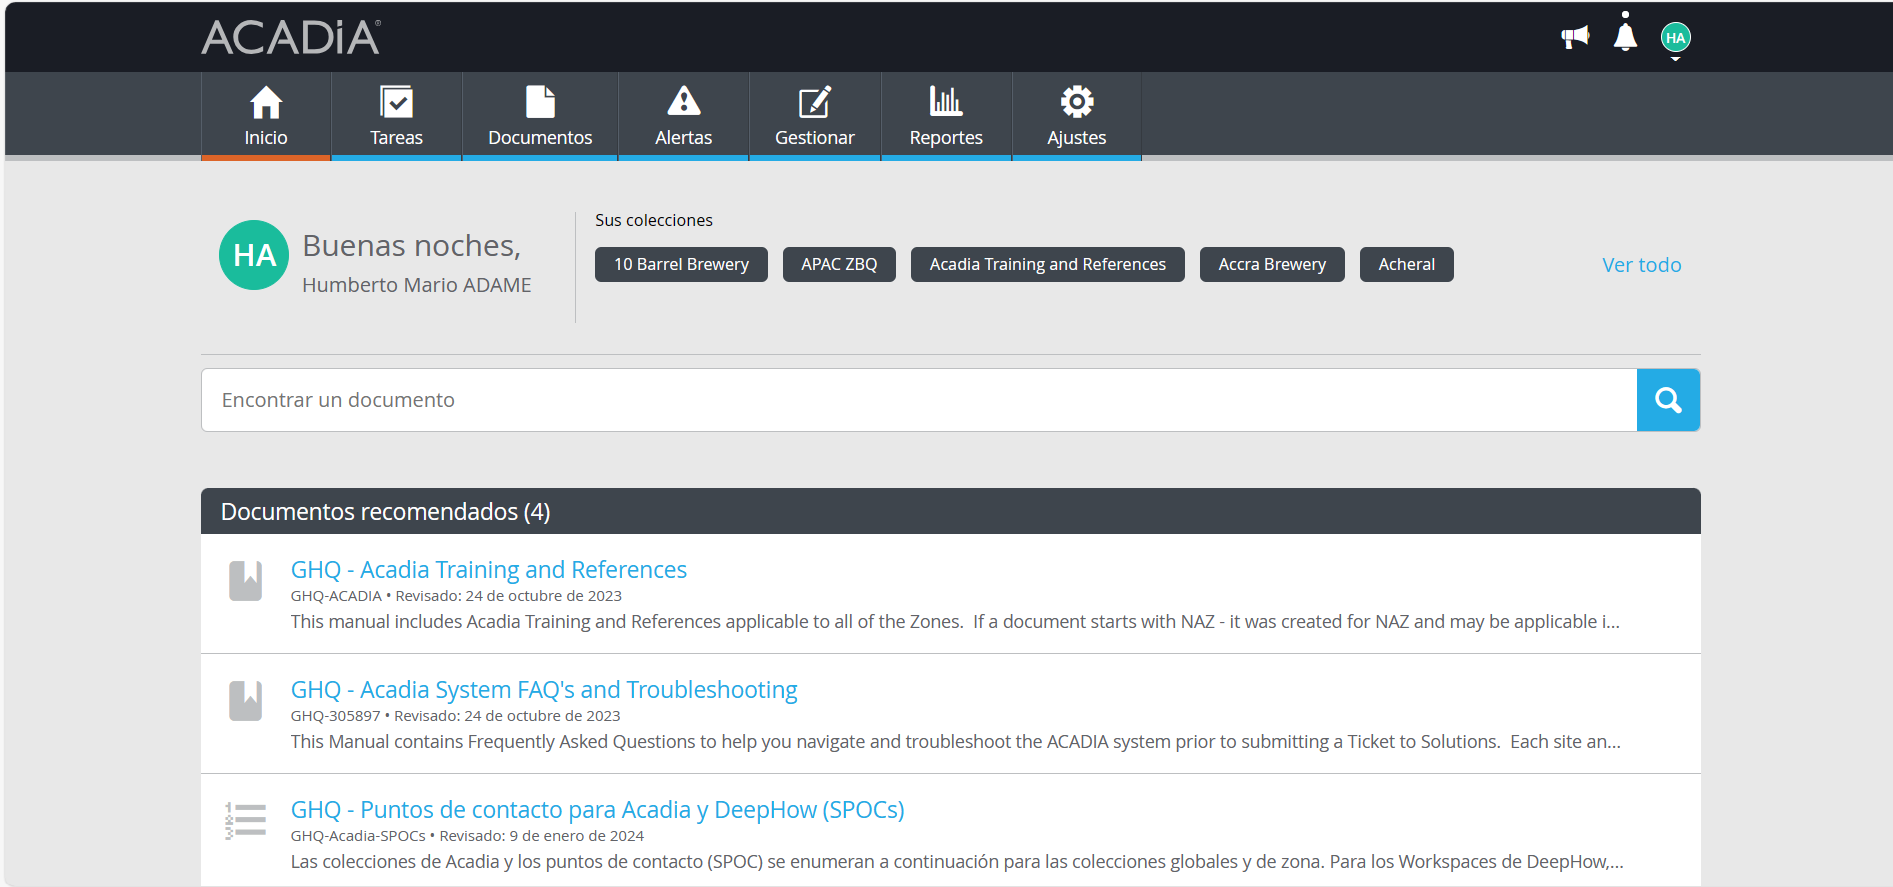 ACADiA®
HA
Inicio
Tareas
Documentos
Alertas
Gestionar
Reportes
Ajustes
HA
Buenas noches,
Humberto Mario ADAME
Sus colecciones
10 Barrel Brewery
APAC ZBQ
Acadia Training and References
Accra Brewery
Acheral
Ver todo
Encontrar un documento
Documentos recomendados (4)
GHQ - Acadia Training and References
GHQ-ACADIA • Revisado: 24 de octubre de 2023
This manual includes Acadia Training and References applicable to all of the Zones.  If a document starts with NAZ - it was created for NAZ and may be applicable i...
GHQ - Acadia System FAQ's and Troubleshooting
GHQ-305897 • Revisado: 24 de octubre de 2023
This Manual contains Frequently Asked Questions to help you navigate and troubleshoot the ACADIA system prior to submitting a Ticket to Solutions.  Each site an...
GHQ - Puntos de contacto para Acadia y DeepHow (SPOCs)
GHQ-Acadia-SPOCs • Revisado: 9 de enero de 2024
Las colecciones de Acadia y los puntos de contacto (SPOC) se enumeran a continuación para las colecciones globales y de zona. Para los Workspaces de DeepHow,...